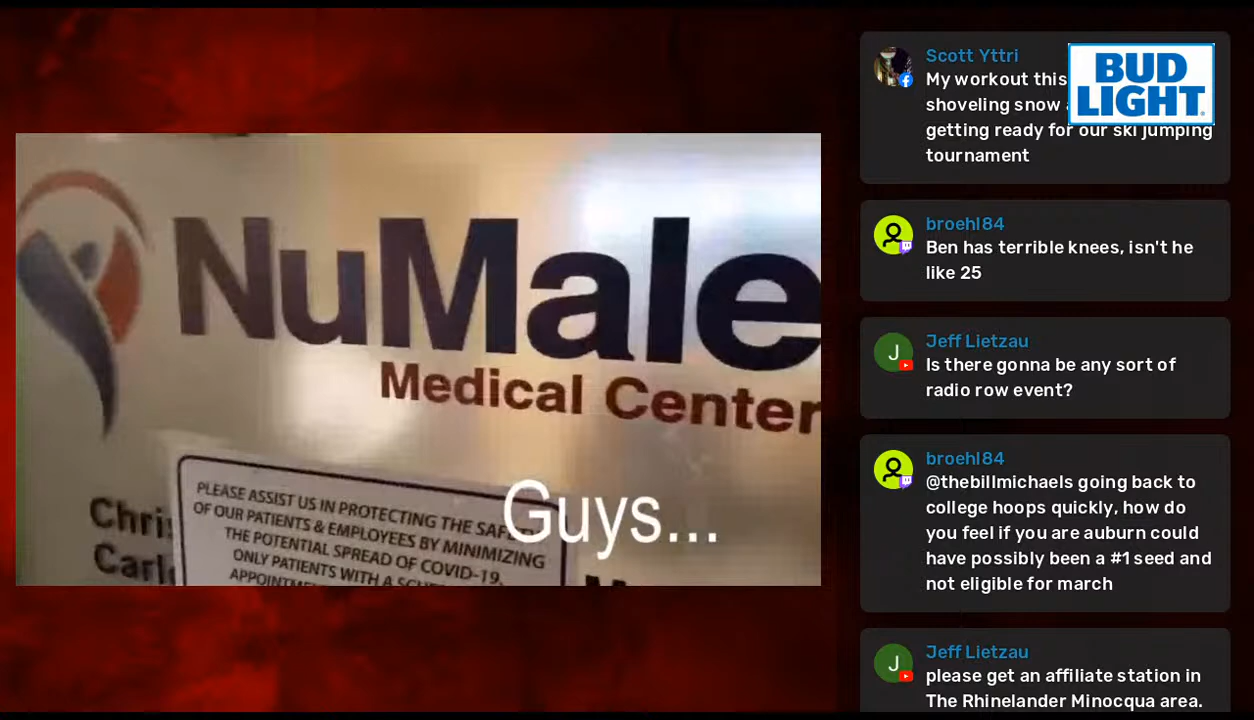 NuMale
Medical Center
PLEASE ASSIST US IN PROTECTING THE
OF OUR PATIENTS & EMPLOYEES BY MINIMIZING
THE POTENTIAL SPREAD OF COVID-19.
ONLY PATIENTS WITH A
Guys...
Scott Yttri
My workout this
shoveling snow
getting ready for our ski jumping
tournament
BUD
LIGHT
broehl84
Ben has terrible knees, isn't he
like 25
Jeff Lietzau
Is there gonna be any sort of
radio row event?
broehl84
@thebillmichaels going back to
college hoops quickly, how do
you feel if you are auburn could
have possibly been a #1 seed and
not eligible for march
Jeff Lietzau
please get an affiliate station in
The Rhinelander Minocqua area.